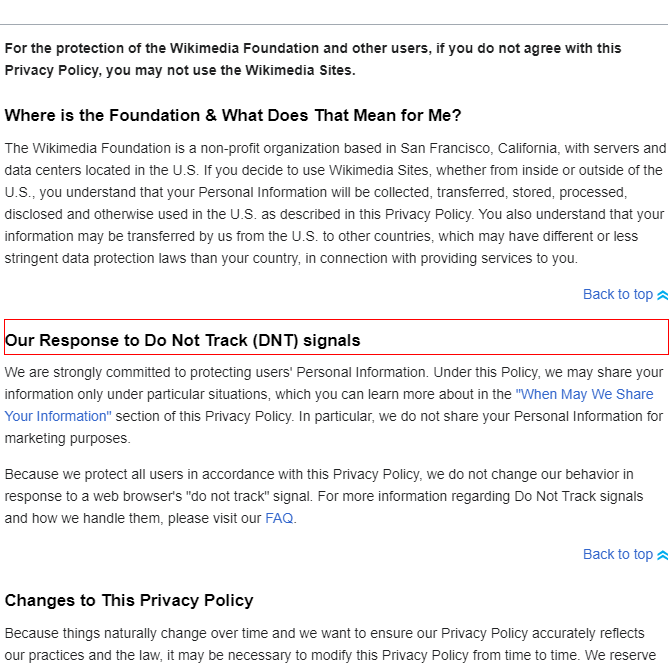 For the protection of the Wikimedia Foundation and other users, if you do not agree with this
Privacy Policy, you may not use the Wikimedia Sites.
Where is the Foundation & What Does That Mean for Me?
The Wikimedia Foundation is a non-profit organization based in San Francisco, California, with servers and
data centers located in the U.S. If you decide to use Wikimedia Sites, whether from inside or outside of the
U.S., you understand that your Personal Information will be collected, transferred, stored, processed,
disclosed and otherwise used in the U.S. as described in this Privacy Policy. You also understand that your
information may be transferred by us from the U.S. to other countries, which may have different or less
stringent data protection laws than your country, in connection with providing services to you.
Back to top
Our Response to Do Not Track (DNT) signals
We are strongly committed to protecting users' Personal Information. Under this Policy, we may share your
information only under particular situations, which you can learn more about in the "When May We Share
Your Information" section of this Privacy Policy. In particular, we do not share your Personal Information for
marketing purposes.
Because we protect all users in accordance with this Privacy Policy, we do not change our behavior in
response to a web browser's "do not track" signal. For more information regarding Do Not Track signals
and how we handle them, please visit our FAQ.
Back to top
Changes to This Privacy Policy
Because things naturally change over time and we want to ensure our Privacy Policy accurately reflects
our practices and the law, it may be necessary to modify this Privacy Policy from time to time. We reserve